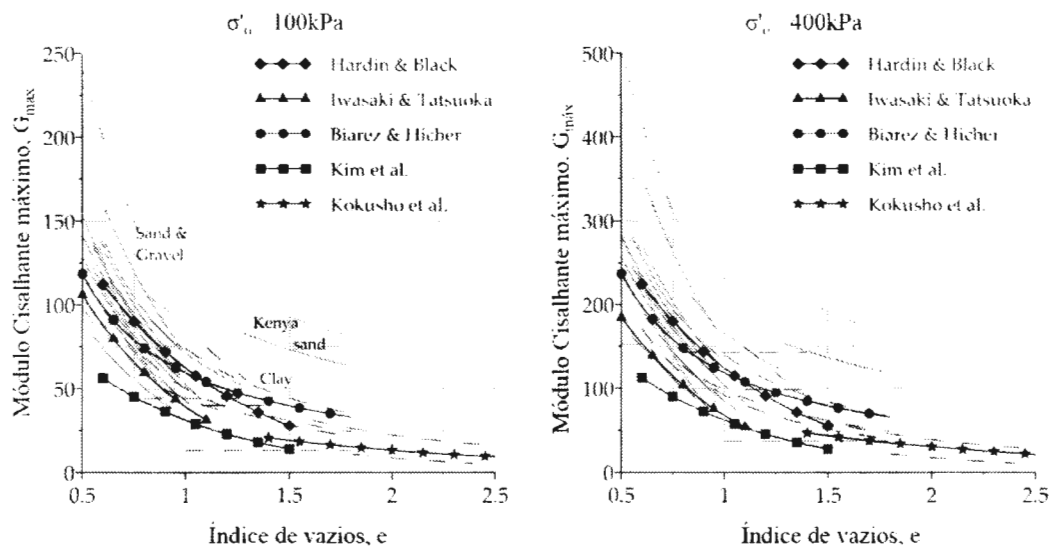 σ'₀ 100kPa
250
200
150
100
50
0
0.5
1
1.5
2
2.5
Módulo Cisalhante máximo, Gmax
Índice de vazios, e
Hardin & Black
Iwasaki & Tatsuoka
Biarez & Hicher
Kim et al.
Kokusho et al.
Sand &
Gravel
Kenya
sand
Clay
400kPa
500
400
300
200
100
0
0.5
1
1.5
2
2.5
Módulo Cisalhante máximo, Gmáx
Índice de vazios, e
Hardin & Black
Iwasaki & Tatsuoka
Biarez & Hicher
Kim et al.
Kokusho et al.